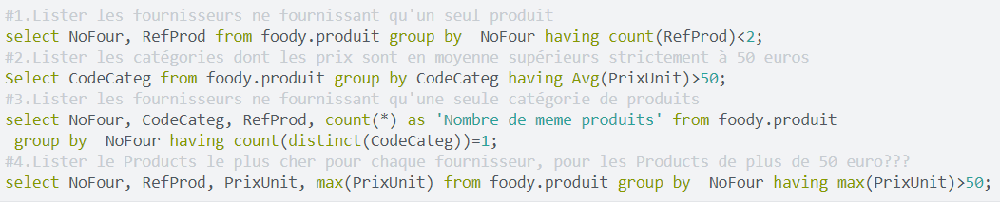 #1.Lister les fournisseurs ne fournissant qu'un seul produit
select NoFour, RefProd from foody.produit group by  NoFour having count(RefProd)<2;
#2.Lister les catégories dont les prix sont en moyenne supérieurs strictement à 50 euros
Select CodeCateg from foody.produit group by CodeCateg having Avg(PrixUnit)>50;
#3.Lister les fournisseurs ne fournissant qu'une seule catégorie de produits
select NoFour, CodeCateg, RefProd, count(*) as 'Nombre de meme produits' from foody.produit
 group by  NoFour having count(distinct(CodeCateg))=1;
#4.Lister le Products le plus cher pour chaque fournisseur, pour les Products de plus de 50 euro???
select NoFour, RefProd, PrixUnit, max(PrixUnit) from foody.produit group by  NoFour having max(PrixUnit)>50;